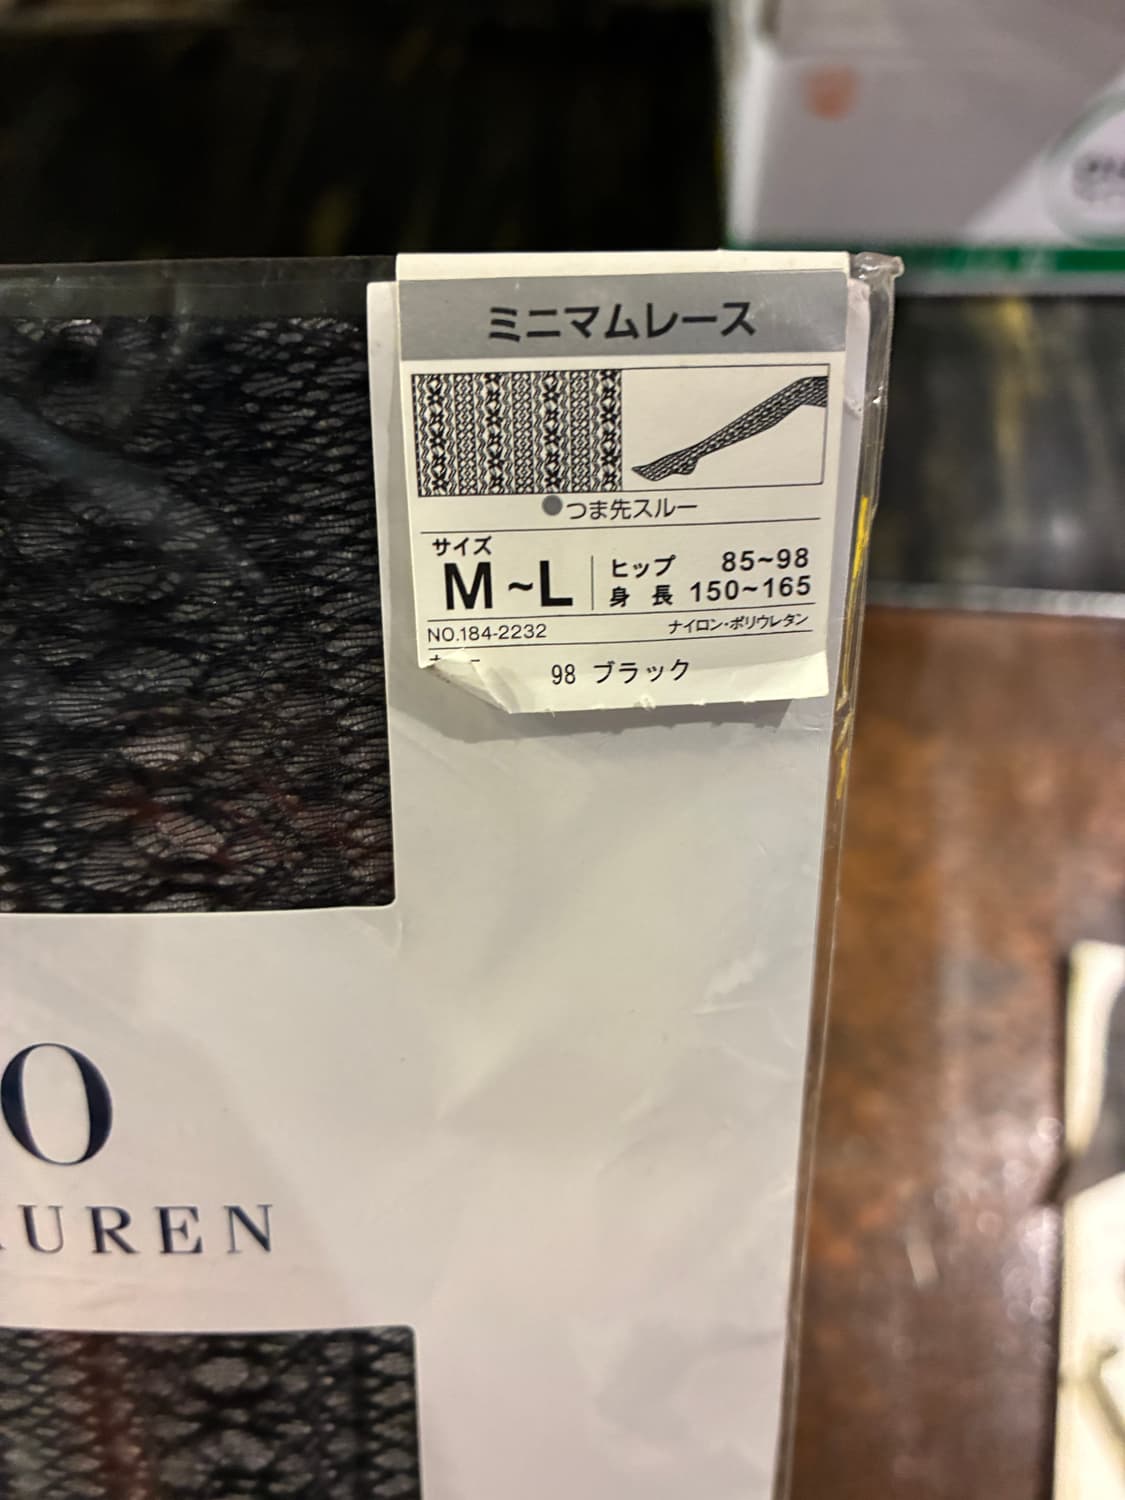 ミニマムレース
つま先スルー
サイズ
M~L
ヒップ 85~98
身長 150~165
NO.184-2232 ナイロン・ポリウレタン
98 ブラック
O
AUREN